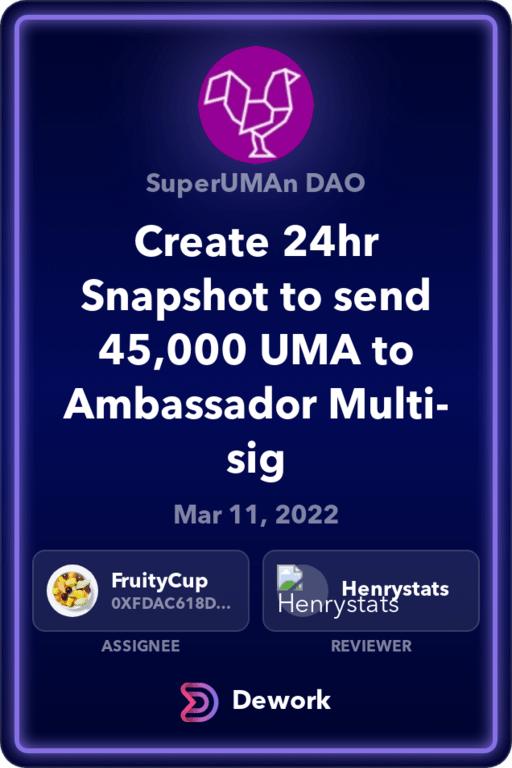 SuperUMAn DAO
Create 24hr
Snapshot to send
45,000 UMA to
Ambassador Multi-
sig
Mar 11, 2022
FruityCup
0XFDAC618D...
Henrystats
Henrystats
ASSIGNEE
REVIEWER
Dework